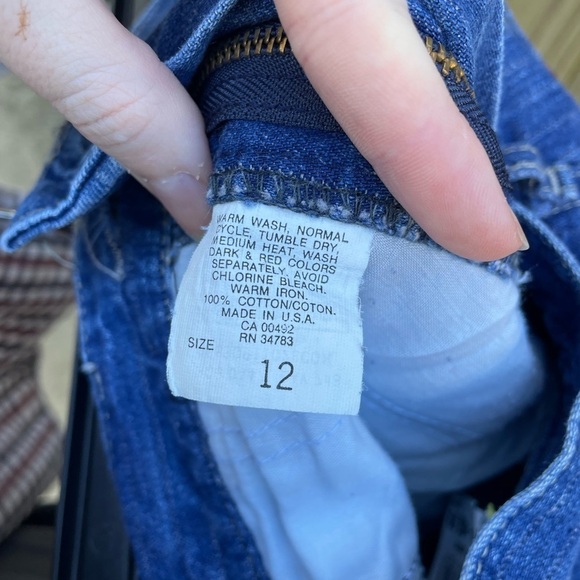 WARM WASH, NORMAL
CYCLE, TUMBLE DRY,
MEDIUM HEAT, WASH
DARK & RED COLORS
SEPARATELY. AVOID
CHLORINE BLEACH.
WARM IRON.
100% COTTON/COTON.
MADE IN U.S.A.
CA 00492
RN 34783
SIZE 12